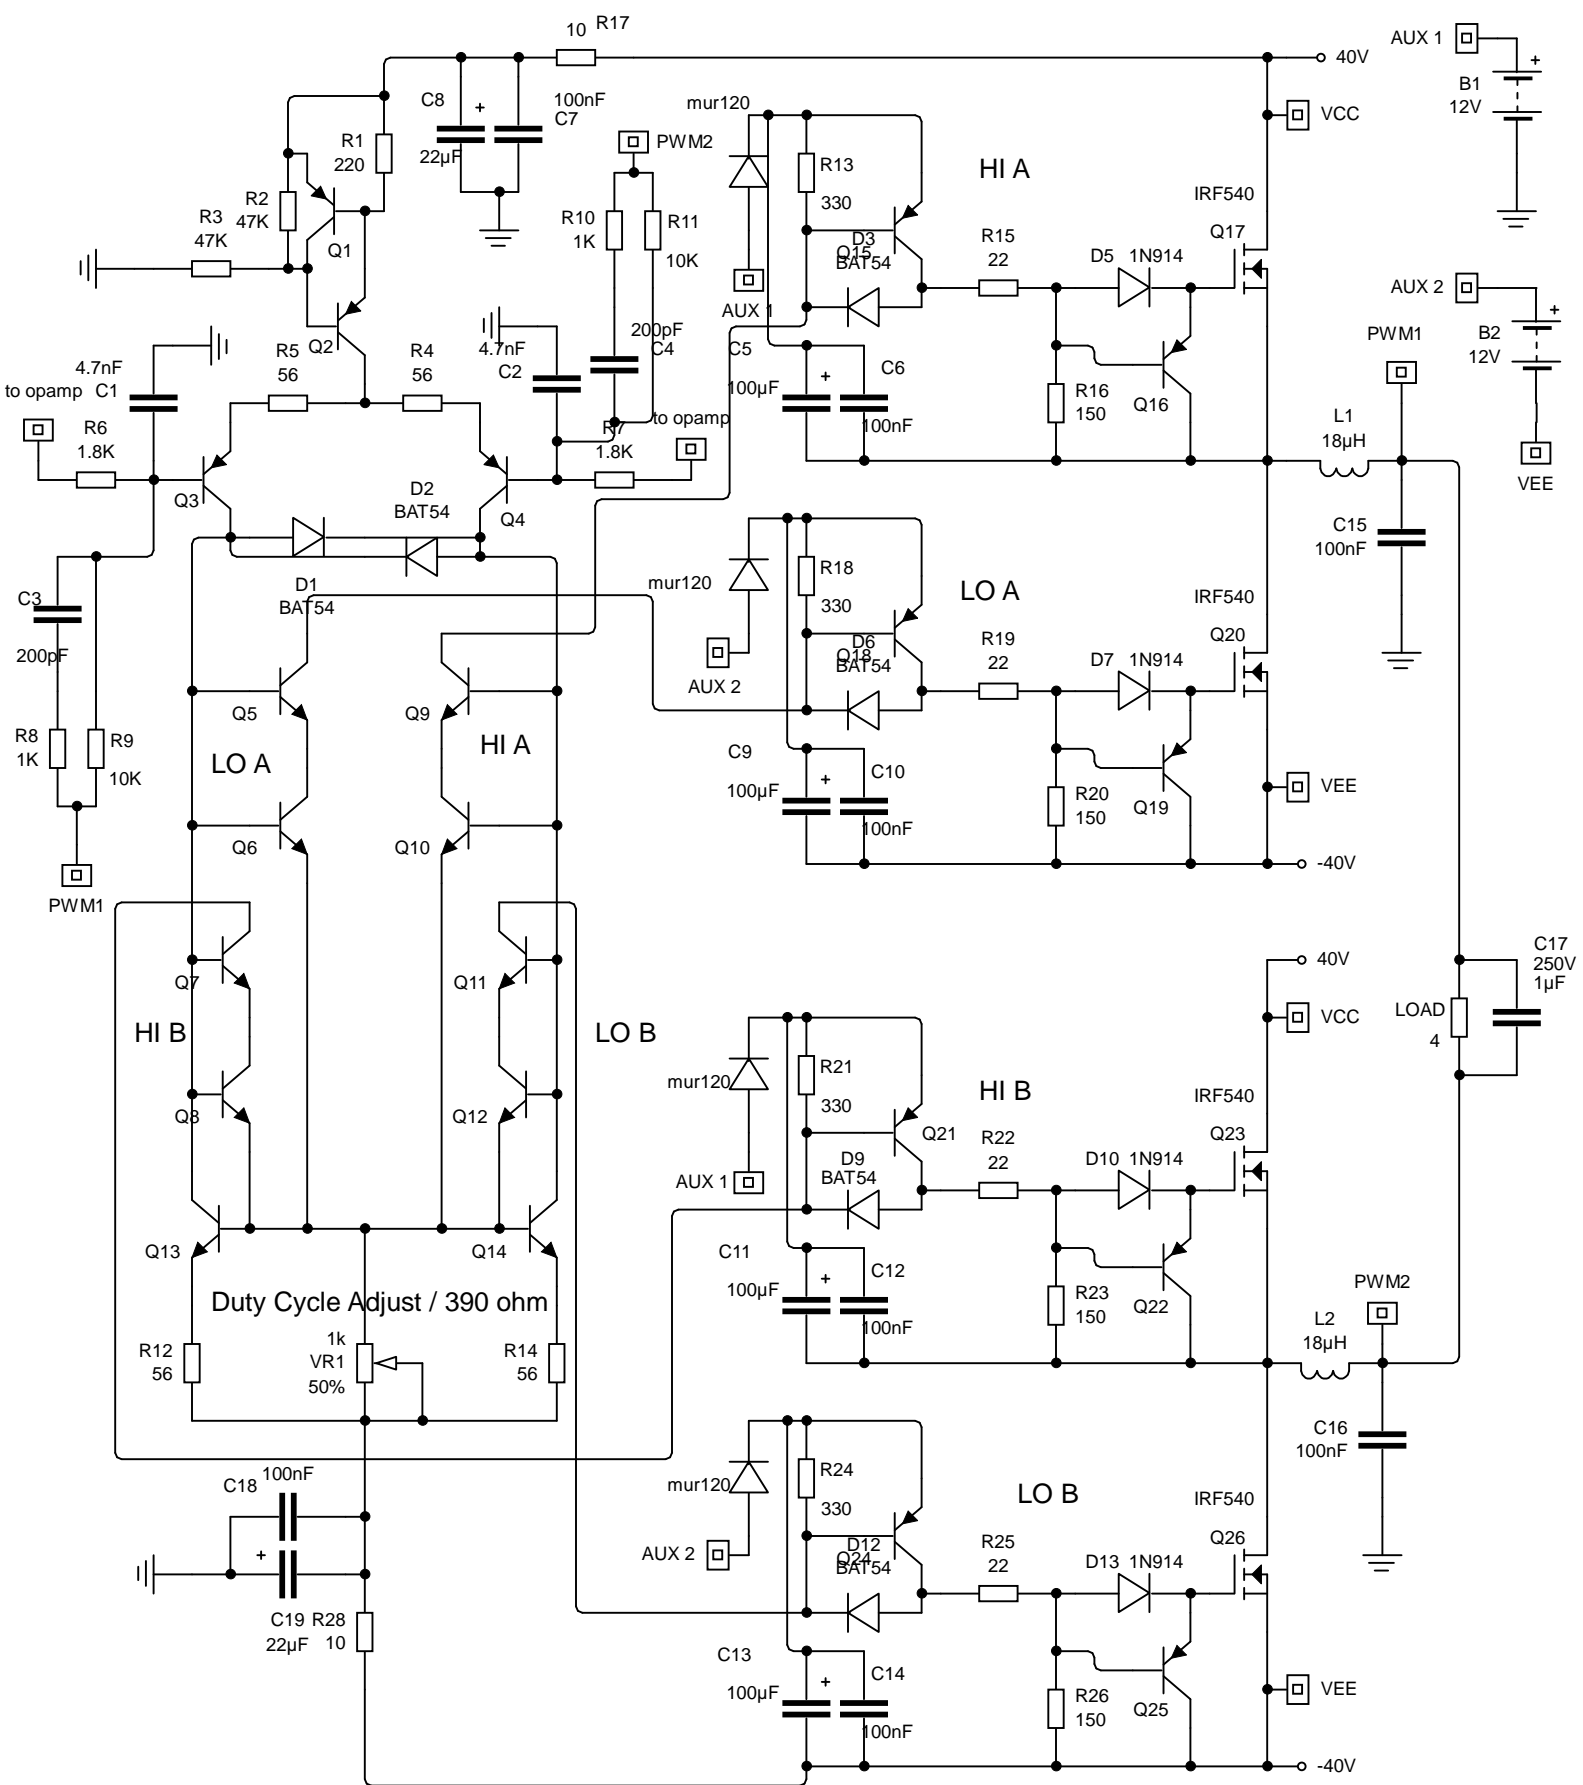 10 R17
AUX 1
40V
B1
12V
C8
+
100nF
C7
mur120
VCC
R1
220
22µF
PWM2
R13
330
HI A
IRF540
R2
47K
R3
47K
Q1
R10
1K
R11
10K
D3
Q15
BAT54
R15
22
D5 1N914
Q17
AUX 1
AUX 2
B2
12V
+
PWM1
Q2
R5
56
R4
56
4.7nF
C2
200pF
C4
C5
100µF
+
C6
100nF
R16
150
Q16
L1
18µH
4.7nF
C1
to opamp
R6
1.8K
R7
1.8K
to opamp
VEE
Q3
D2
BAT54
Q4
C15
100nF
D1
BAT54
mur120
R18
330
LO A
IRF540
C3
200pF
D6
Q18
BAT54
R19
22
D7 1N914
Q20
AUX 2
Q5
Q9
R8
1K
R9
10K
LO A
HI A
C9
100µF
+
C10
100nF
R20
150
Q19
VEE
Q6
Q10
-40V
PWM1
Q7
Q11
40V
C17
250V
1µF
HI B
LO B
VCC
LOAD
4
mur120
R21
330
HI B
IRF540
Q8
Q12
Q21
R22
22
D10 1N914
Q23
D9
BAT54
AUX 1
Q13
Q14
C11
100µF
+
C12
100nF
R23
150
Q22
PWM2
Duty Cycle Adjust / 390 ohm
L2
18µH
R12
56
1k
VR1
50%
R14
56
C16
100nF
C18
100nF
mur120
R24
330
LO B
IRF540
AUX 2
D12
Q24
BAT54
R25
22
D13 1N914
Q26
+
C19
22µF
R28
10
C13
100µF
+
C14
100nF
R26
150
Q25
VEE
-40V